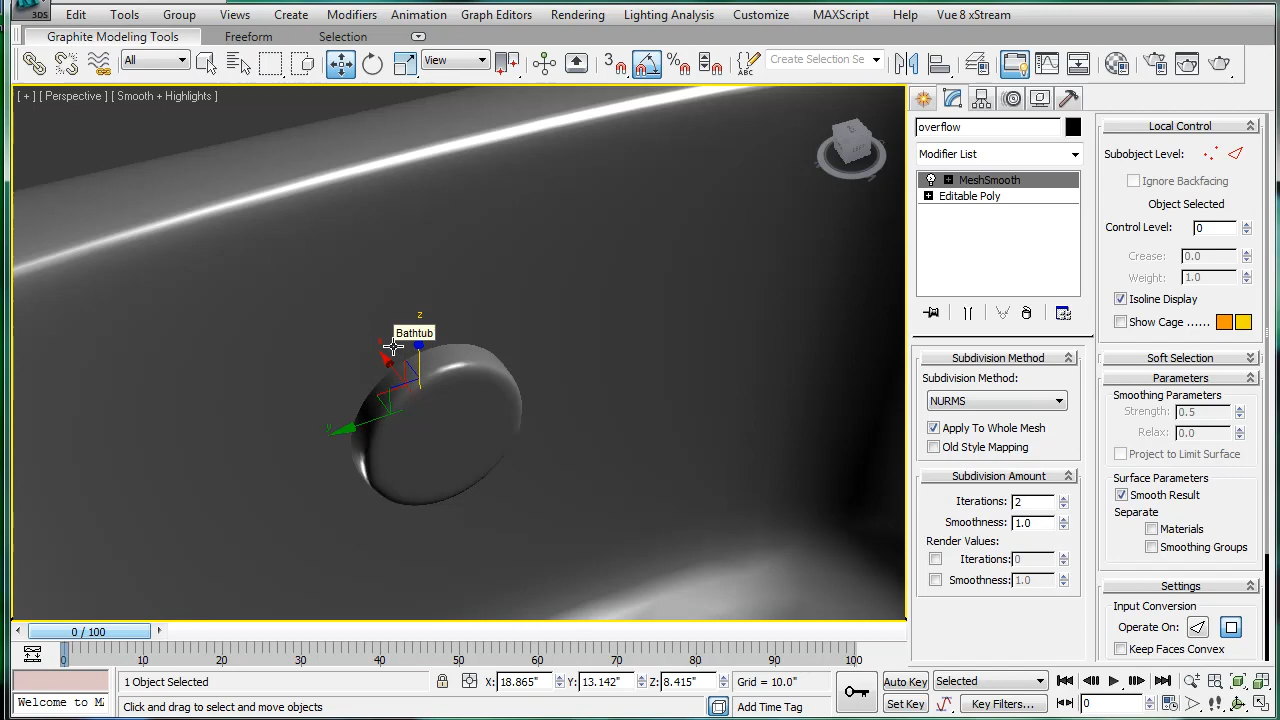 3DS Edit Tools Group Views Create Modifiers Animation Graph Editors Rendering Lighting Analysis Customize MAXScript Help Vue 8 xStream
Graphite Modeling Tools Freeform Selection
All View 3 % ABC Create Selection Se
[ + ] [ Perspective ] [ Smooth + Highlights ]
z
Bathtub
y
overflow
Modifier List
MeshSmooth
Editable Poly
Subdivision Method
Subdivision Method:
NURMS
Apply To Whole Mesh
Old Style Mapping
Subdivision Amount
Iterations: 2
Smoothness: 1.0
Render Values:
Iterations: 0
Smoothness: 1.0
Local Control
Subobject Level:
Ignore Backfacing
Object Selected
Control Level: 0
Crease: 0.0
Weight: 1.0
Isoline Display
Show Cage ......
Soft Selection
Parameters
Smoothing Parameters
Strength: 0.5
Relax: 0.0
Project to Limit Surface
Surface Parameters
Smooth Result
Separate
Materials
Smoothing Groups
Settings
Input Conversion
Operate On:
Keep Faces Convex
0 / 100
0 10 20 30 40 50 60 70 80 90 100
1 Object Selected X: 18.865" Y: 13.142" Z: 8.415" Grid = 10.0" Auto Key Selected
Welcome to M Click and drag to select and move objects Add Time Tag Set Key Key Filters... 0